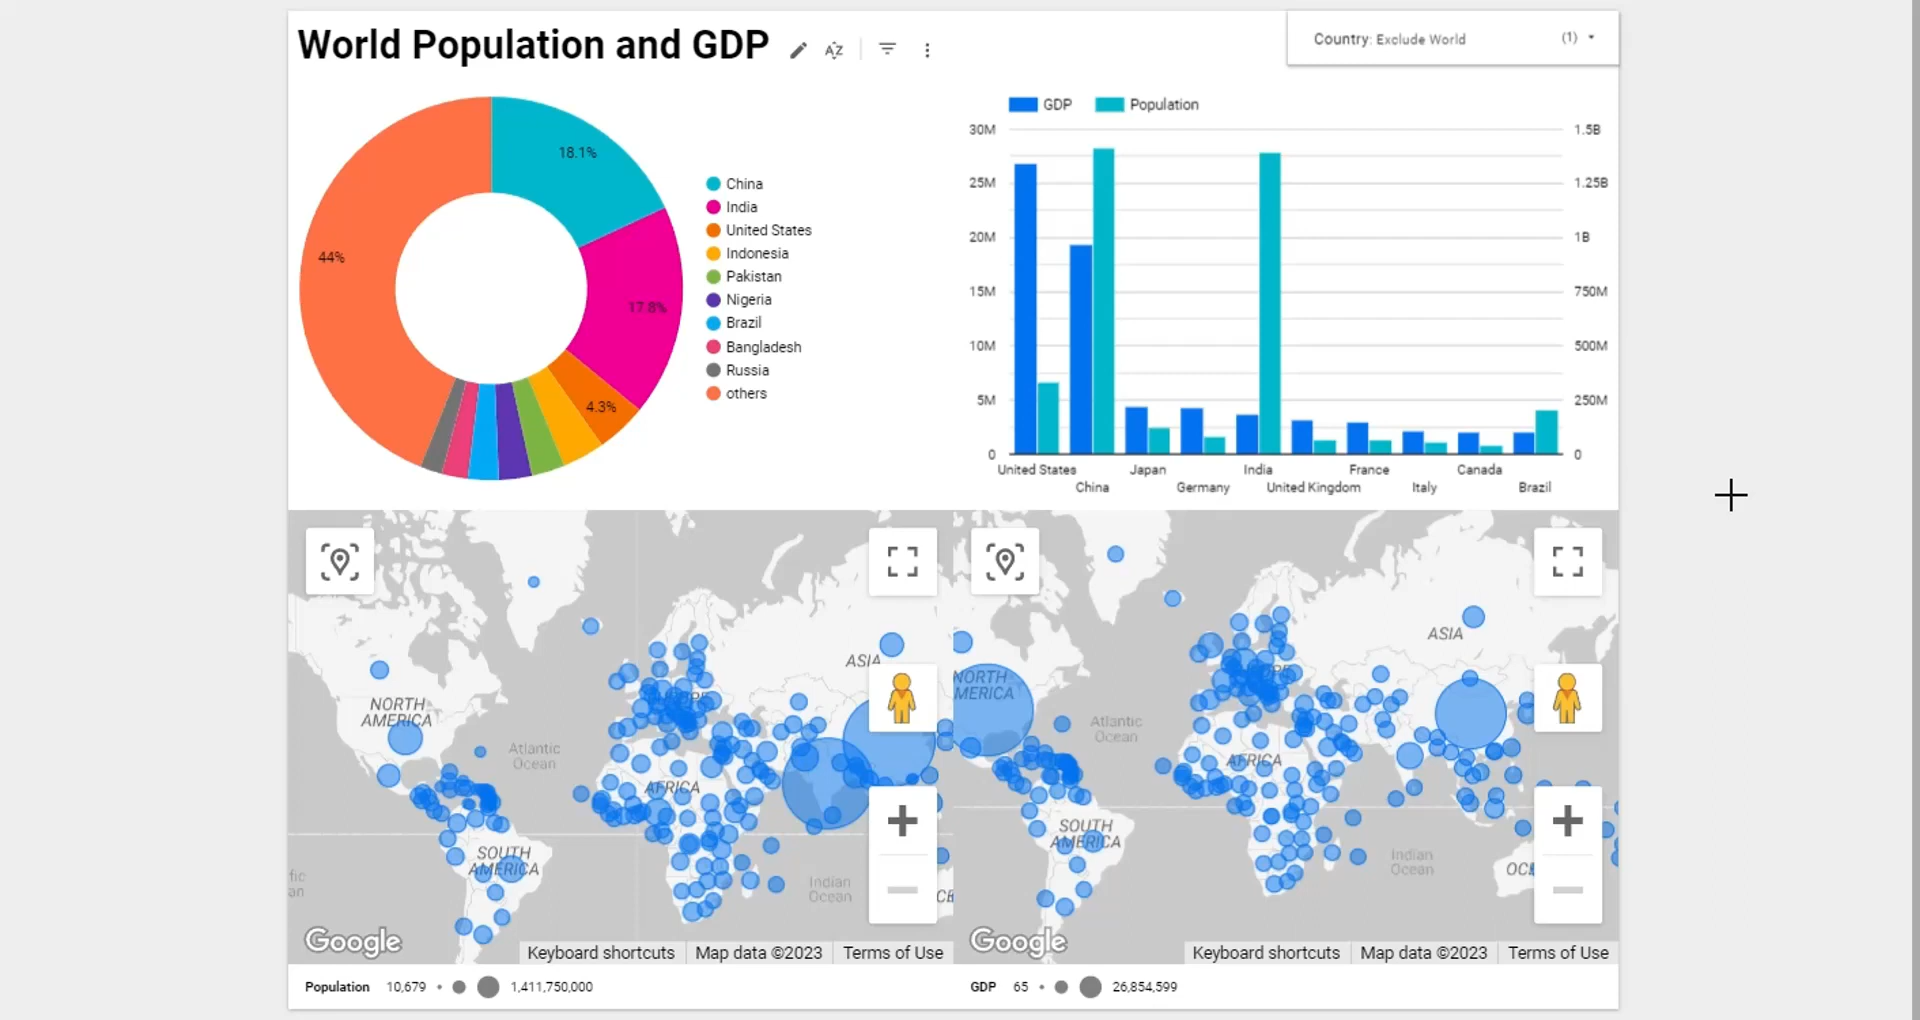 World Population and GDP
Country: Exclude World (1)
18.1%
17.8%
4.3%
44%
China
India
United States
Indonesia
Pakistan
Nigeria
Brazil
Bangladesh
Russia
others
GDP Population
30M 1.5B
25M 1.25B
20M 1B
15M 750M
10M 500M
5M 250M
0 0
United States Japan India France Canada
China Germany United Kingdom Italy Brazil
ASIA
NORTH
AMERICA
Atlantic
Ocean
AFRICA
SOUTH
AMERICA
Indian
Ocean
Google
Keyboard shortcuts Map data ©2023 Terms of Use
ASIA
NORTH
MERICA
Atlantic
Ocean
AFRICA
SOUTH
AMERICA
Indian
Ocean
Google
Keyboard shortcuts Map data ©2023 Terms of Use
Population 10,679 1,411,750,000
GDP 65 26,854,599